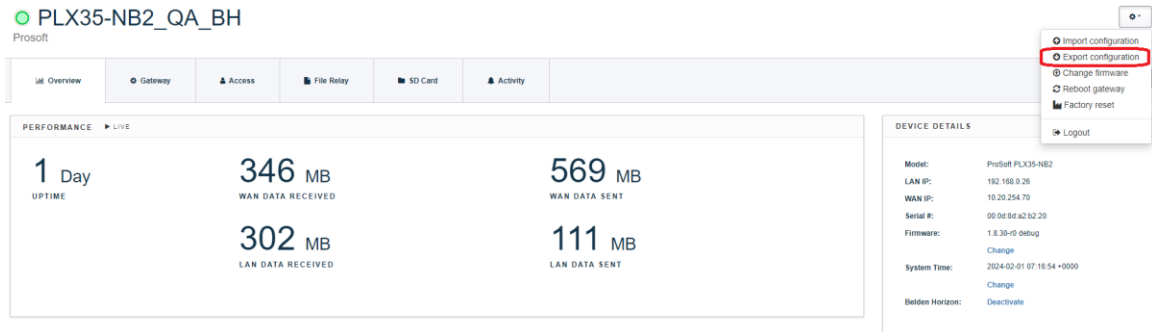 PLX35-NB2_QA_BH
Prosoft
Import configuration
Export configuration
Change firmware
Reboot gateway
Factory reset
Logout
Overview
Gateway
Access
File Relay
SD Card
Activity
PERFORMANCE LIVE
1 Day
UPTIME
346 MB
WAN DATA RECEIVED
569 MB
WAN DATA SENT
302 MB
LAN DATA RECEIVED
111 MB
LAN DATA SENT
DEVICE DETAILS
Model: ProSoft PLX35-NB2
LAN IP: 192.168.0.26
WAN IP: 10.20.254.70
Serial #: 00:0d:8d:a2:b2:20
Firmware: 1.8.30-r0 debug
Change
System Time: 2024-02-01 07:16:54 +0000
Change
Belden Horizon: Deactivate